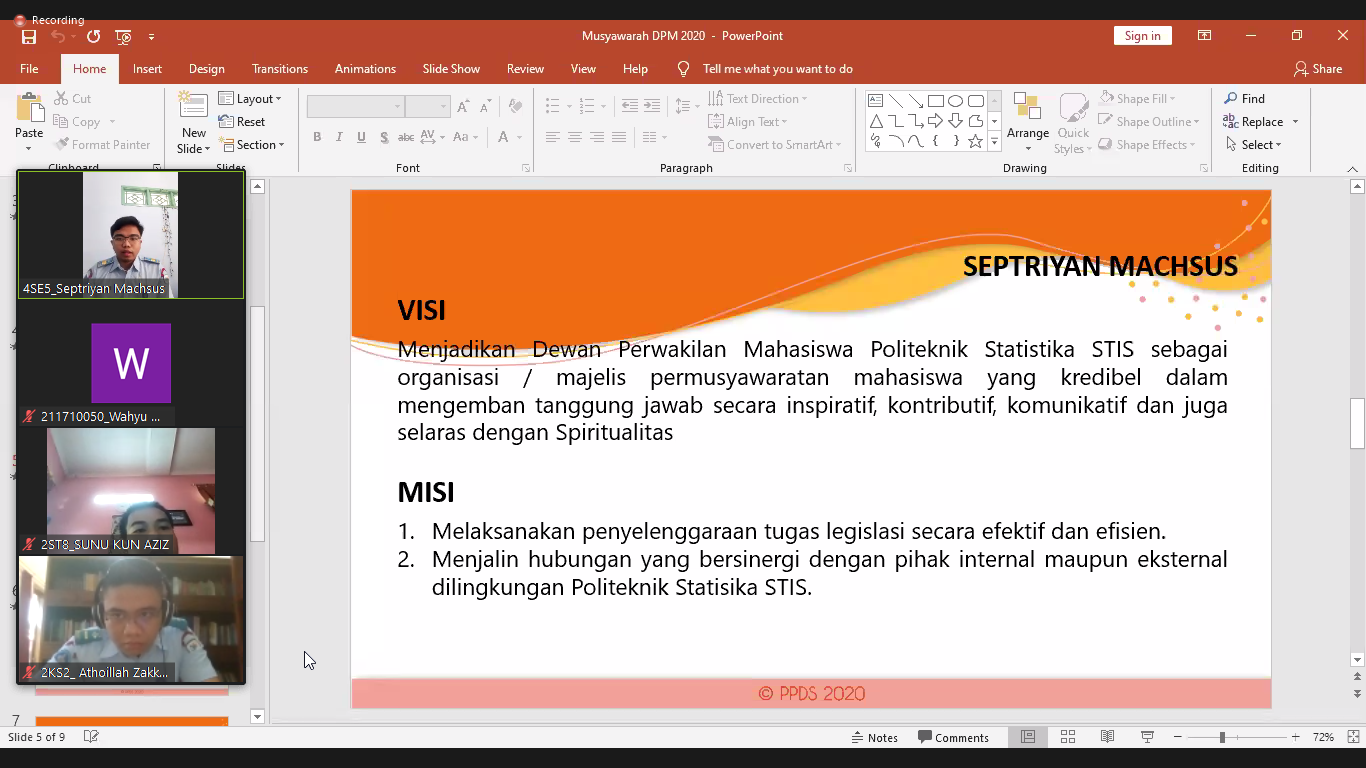 Recording
Musyawarah DPM 2020 - PowerPoint
Sign in
File Home Insert Design Transitions Animations Slide Show Review View Help Tell me what you want to do Share
Paste
Cut
Copy
Format Painter
Clipboard
New
Slide
Layout
Reset
Section
Slides
B I U S abc AV Aa A
Font
Text Direction
Align Text
Convert to SmartArt
Paragraph
Arrange
Quick
Styles
Shape Fill
Shape Outline
Shape Effects
Drawing
Find
Replace
Select
Editing
4SE5_Septriyan Machsus
W
211710050_Wahyu ...
2ST8_SUNU KUN AZIZ
2KS2_ Athoillah Zakk...
7
SEPTRIYAN MACHSUS
VISI
Menjadikan Dewan Perwakilan Mahasiswa Politeknik Statistika STIS sebagai
organisasi / majelis permusyawaratan mahasiswa yang kredibel dalam
mengemban tanggung jawab secara inspiratif, kontributif, komunikatif dan juga
selaras dengan Spiritualitas
MISI
1. Melaksanakan penyelenggaraan tugas legislasi secara efektif dan efisien.
2. Menjalin hubungan yang bersinergi dengan pihak internal maupun eksternal
dilingkungan Politeknik Statisika STIS.
© PPDS 2020
Slide 5 of 9
Notes
Comments
72%